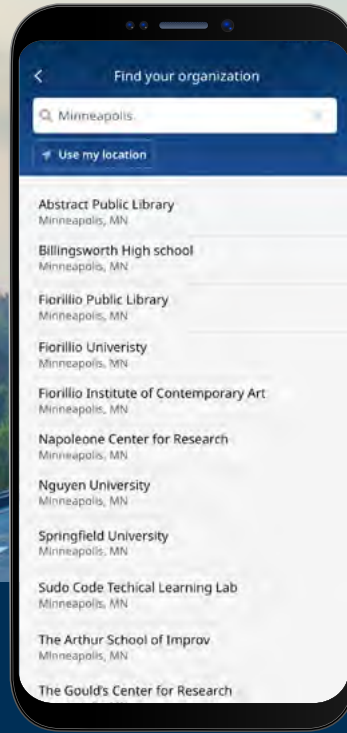 Find your organization
Minneapolis
Use my location
Abstract Public Library
Minneapolis, MN
Billingsworth High school
Minneapolis, MN
Fiorillio Public Library
Minneapolis, MN
Fiorillio Univeristy
Minneapolis, MN
Fiorillio Institute of Contemporary Art
Minneapolis, MN
Napoleone Center for Research
Minneapolis, MN
Nguyen University
Minneapolis, MN
Springfield University
Minneapolis, MN
Sudo Code Techical Learning Lab
Minneapolis, MN
The Arthur School of Improv
Minneapolis, MN
The Gould's Center for Research